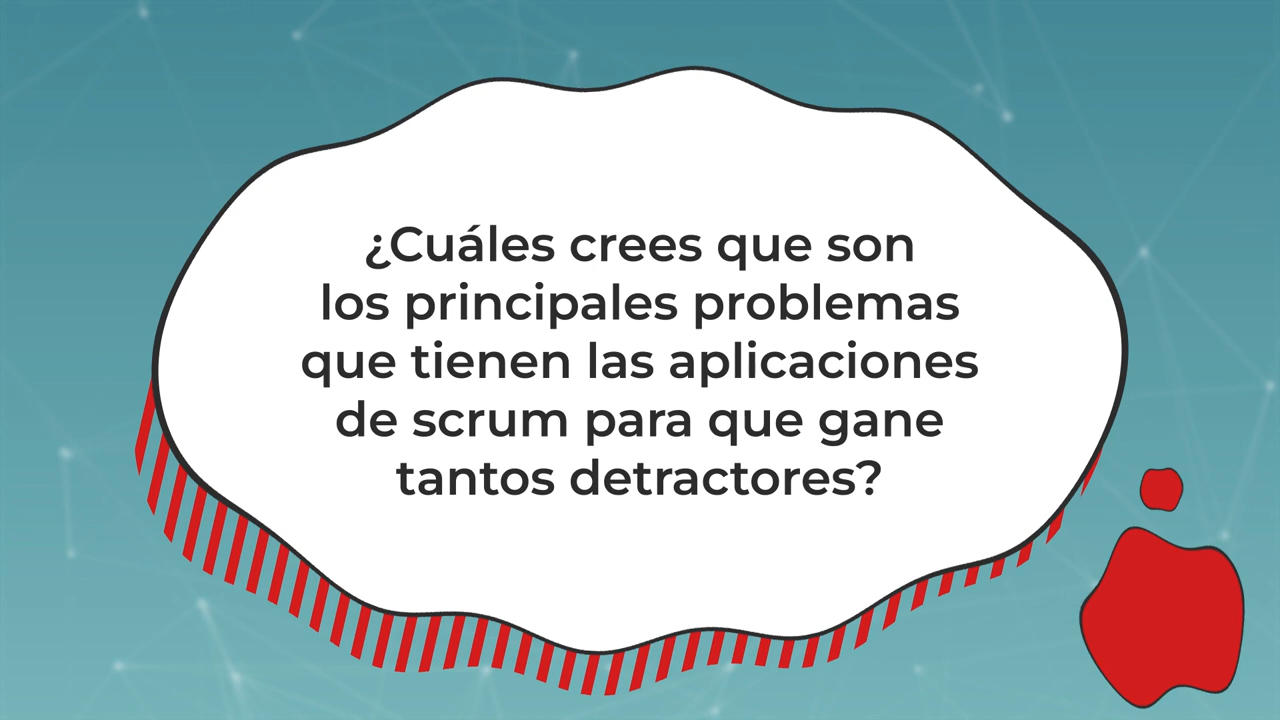 ¿Cuáles crees que son
los principales problemas
que tienen las aplicaciones
de scrum para que gane
tantos detractores?